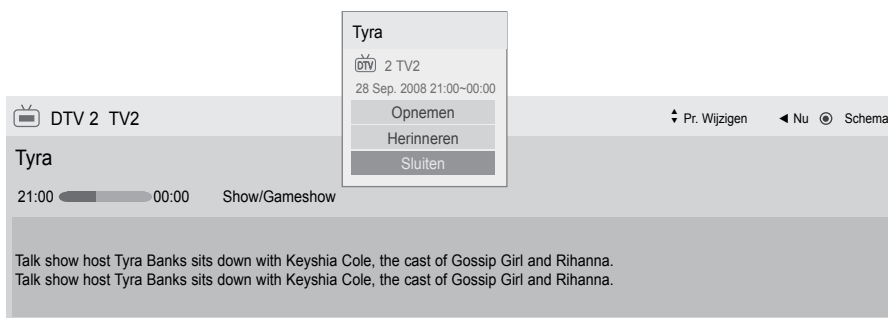 Tyra
DTV 2 TV2
28 Sep. 2008 21:00~00:00
Opnemen
Herinneren
Sluiten
DTV 2 TV2
Pr. Wijzigen ◄ Nu ◉ Schema
Tyra
21:00 00:00 Show/Gameshow
Talk show host Tyra Banks sits down with Keyshia Cole, the cast of Gossip Girl and Rihanna.
Talk show host Tyra Banks sits down with Keyshia Cole, the cast of Gossip Girl and Rihanna.